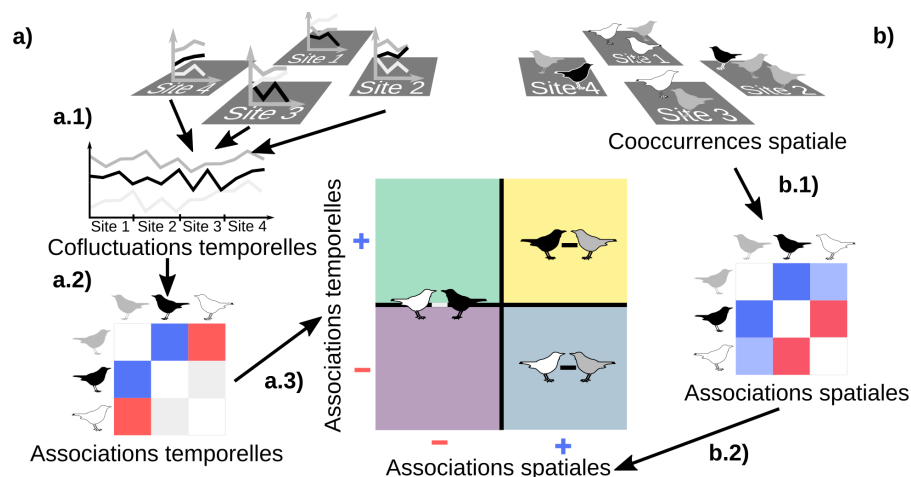 a)
b)
Site 1
Site 4
Site 2
Site 3
Site 1
Site 4
Site 2
Site 3
a.1)
Cooccurrences spatiale
b.1)
Site 1 Site 2 Site 3 Site 4
Cofluctuations temporelles
a.2)
a.3)
Associations temporelles
+
−
Associations temporelles
−
+
Associations spatiales
Associations spatiales
b.2)